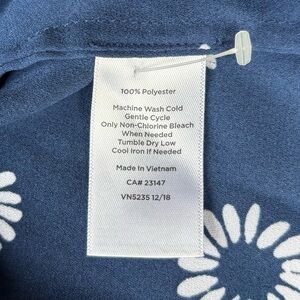 100% Polyester
Machine Wash Cold
Gentle Cycle
Only Non-Chlorine Bleach
When Needed
Tumble Dry Low
Cool Iron If Needed
Made In Vietnam
CA# 23147
VN5235 12/18